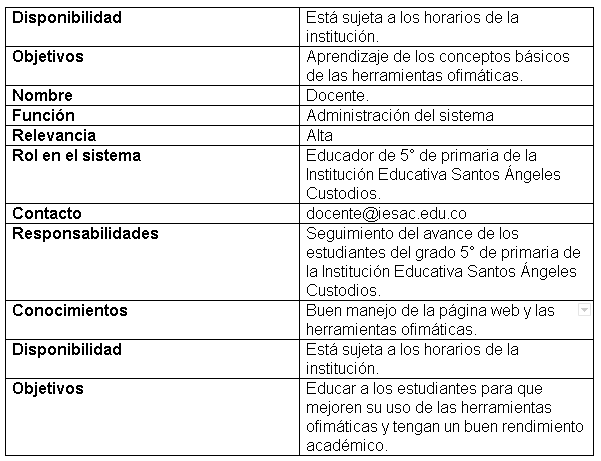 Disponibilidad Está sujeta a los horarios de la
institución.
Objetivos Aprendizaje de los conceptos básicos
de las herramientas ofimáticas.
Nombre Docente.
Función Administración del sistema
Relevancia Alta
Rol en el sistema Educador de 5° de primaria de la
Institución Educativa Santos Ángeles
Custodios.
Contacto docente@iesac.edu.co
Responsabilidades Seguimiento del avance de los
estudiantes del grado 5° de primaria de
la Institución Educativa Santos Ángeles
Custodios.
Conocimientos Buen manejo de la página web y las
herramientas ofimáticas.
Disponibilidad Está sujeta a los horarios de la
institución.
Objetivos Educar a los estudiantes para que
mejoren su uso de las herramientas
ofimáticas y tengan un buen rendimiento
académico.